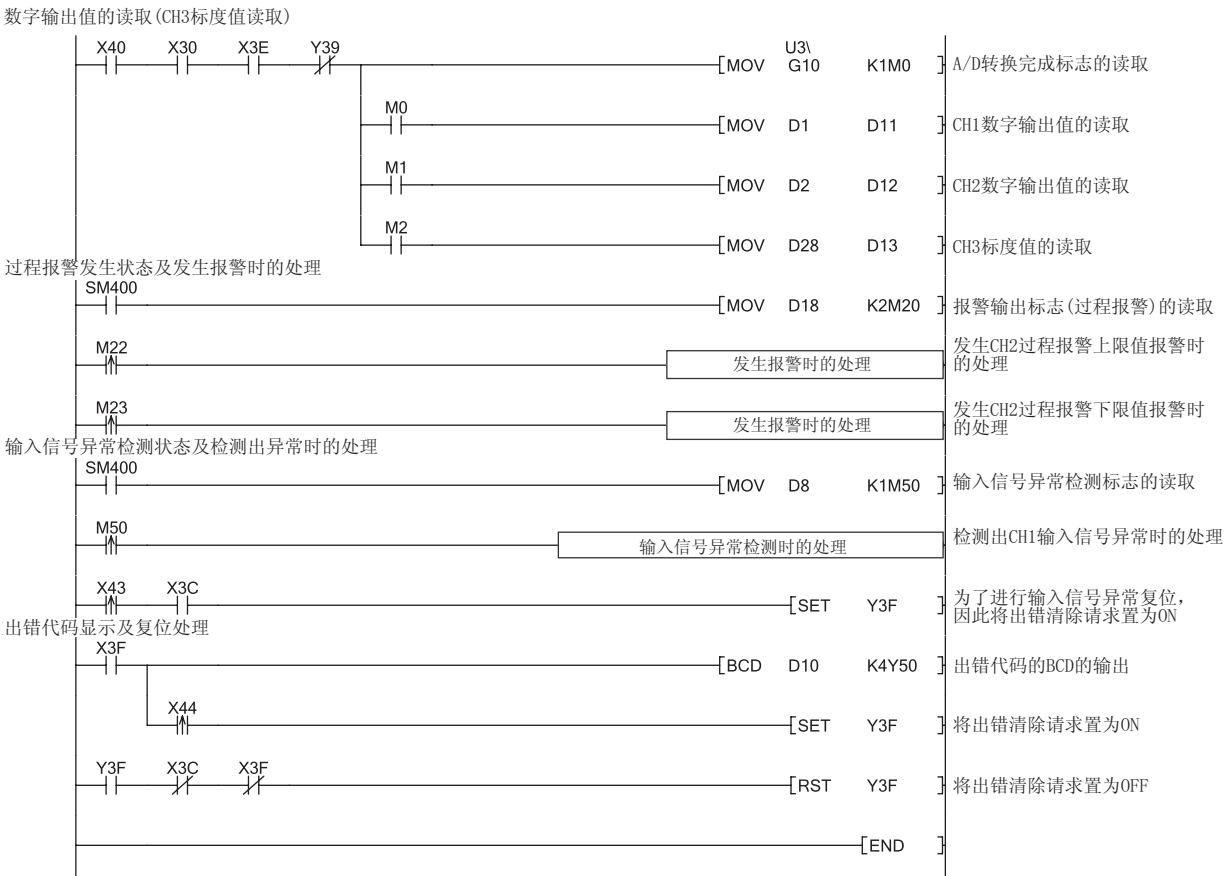 数字输出值的读取(CH3标度值读取)
X40 X30 X3E Y39
[MOV U3\G10 K1M0 ] A/D转换完成标志的读取
M0
[MOV D1 D11 ] CH1数字输出值的读取
M1
[MOV D2 D12 ] CH2数字输出值的读取
M2
[MOV D28 D13 ] CH3标度值的读取
过程报警发生状态及发生报警时的处理
SM400
[MOV D18 K2M20 ] 报警输出标志(过程报警)的读取
M22
发生报警时的处理
发生CH2过程报警上限值报警时
的处理
M23
发生报警时的处理
发生CH2过程报警下限值报警时
的处理
输入信号异常检测状态及检测出异常时的处理
SM400
[MOV D8 K1M50 ] 输入信号异常检测标志的读取
M50
输入信号异常检测时的处理
检测出CH1输入信号异常时的处理
X43 X3C
[SET Y3F ]
为了进行输入信号异常复位,
因此将出错清除请求置为ON
出错代码显示及复位处理
X3F
[BCD D10 K4Y50 ] 出错代码的BCD的输出
X44
[SET Y3F ] 将出错清除请求置为ON
Y3F X3C X3F
[RST Y3F ] 将出错清除请求置为OFF
[END ]